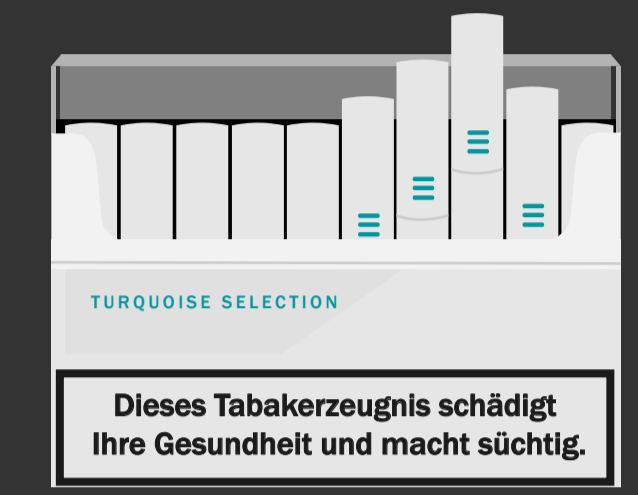 TURQUOISE SELECTION
Dieses Tabakerzeugnis schädigt
Ihre Gesundheit und macht süchtig.